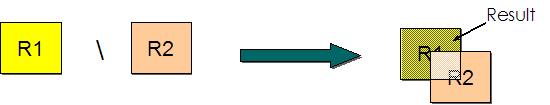 R1 \ R2
Result
R1
R2